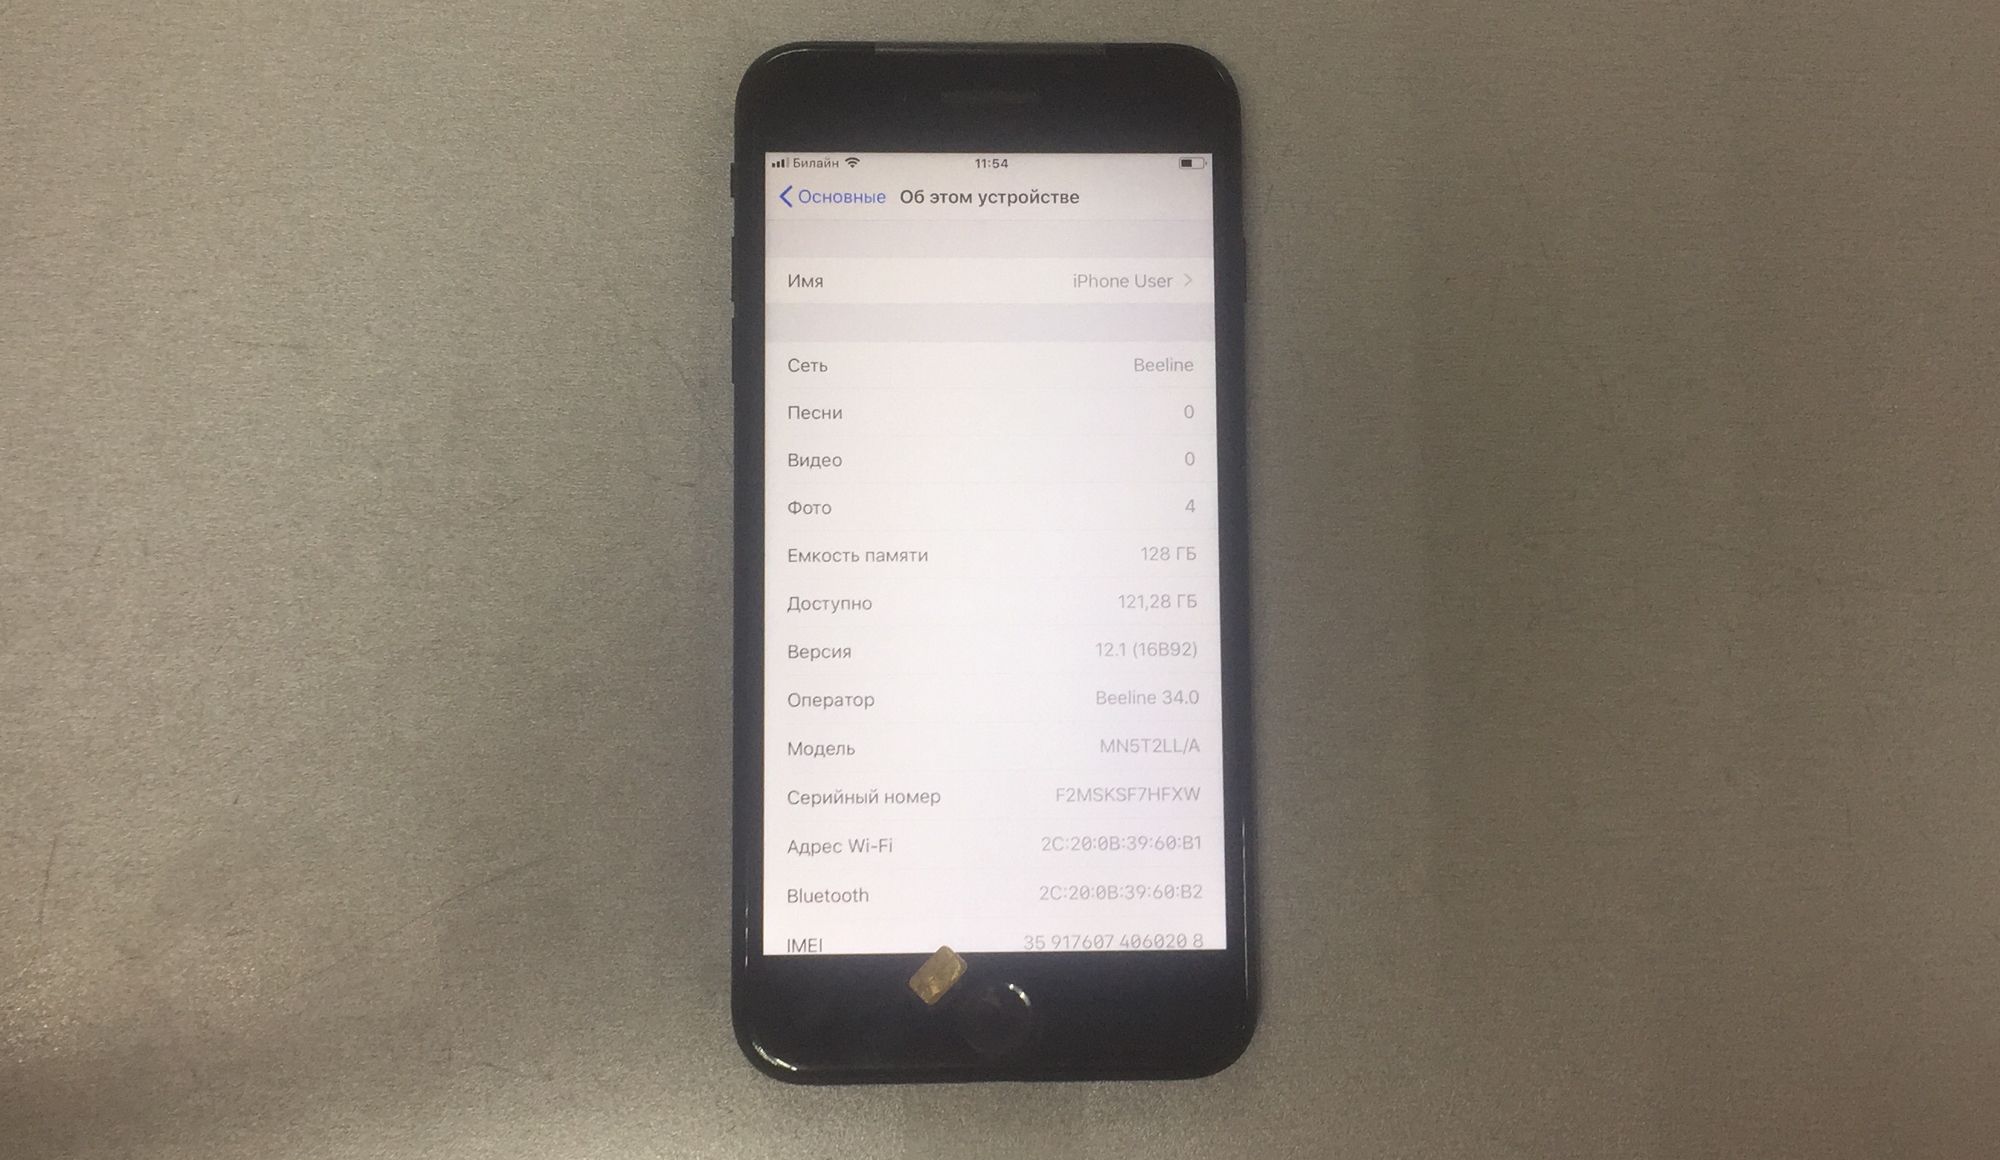 Билайн 11:54
Основные Об этом устройстве
Имя iPhone User
Сеть Beeline
Песни 0
Видео 0
Фото 4
Емкость памяти 128 ГБ
Доступно 121,28 ГБ
Версия 12.1 (16B92)
Оператор Beeline 34.0
Модель MN5T2LL/A
Серийный номер F2MSKSF7HFXW
Адрес Wi-Fi 2C:20:0B:39:60:B1
Bluetooth 2C:20:0B:39:60:B2
IMEI 35 917607 406020 8